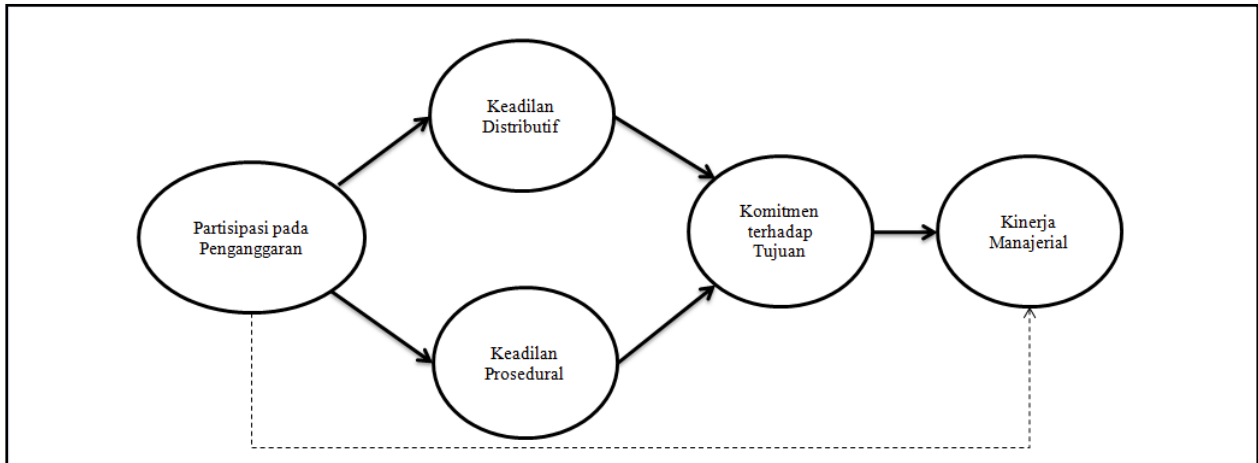 Keadilan
Distributif
Partisipasi pada
Penganggaran
Komitmen
terhadap
Tujuan
Kinerja
Manajerial
Keadilan
Prosedural